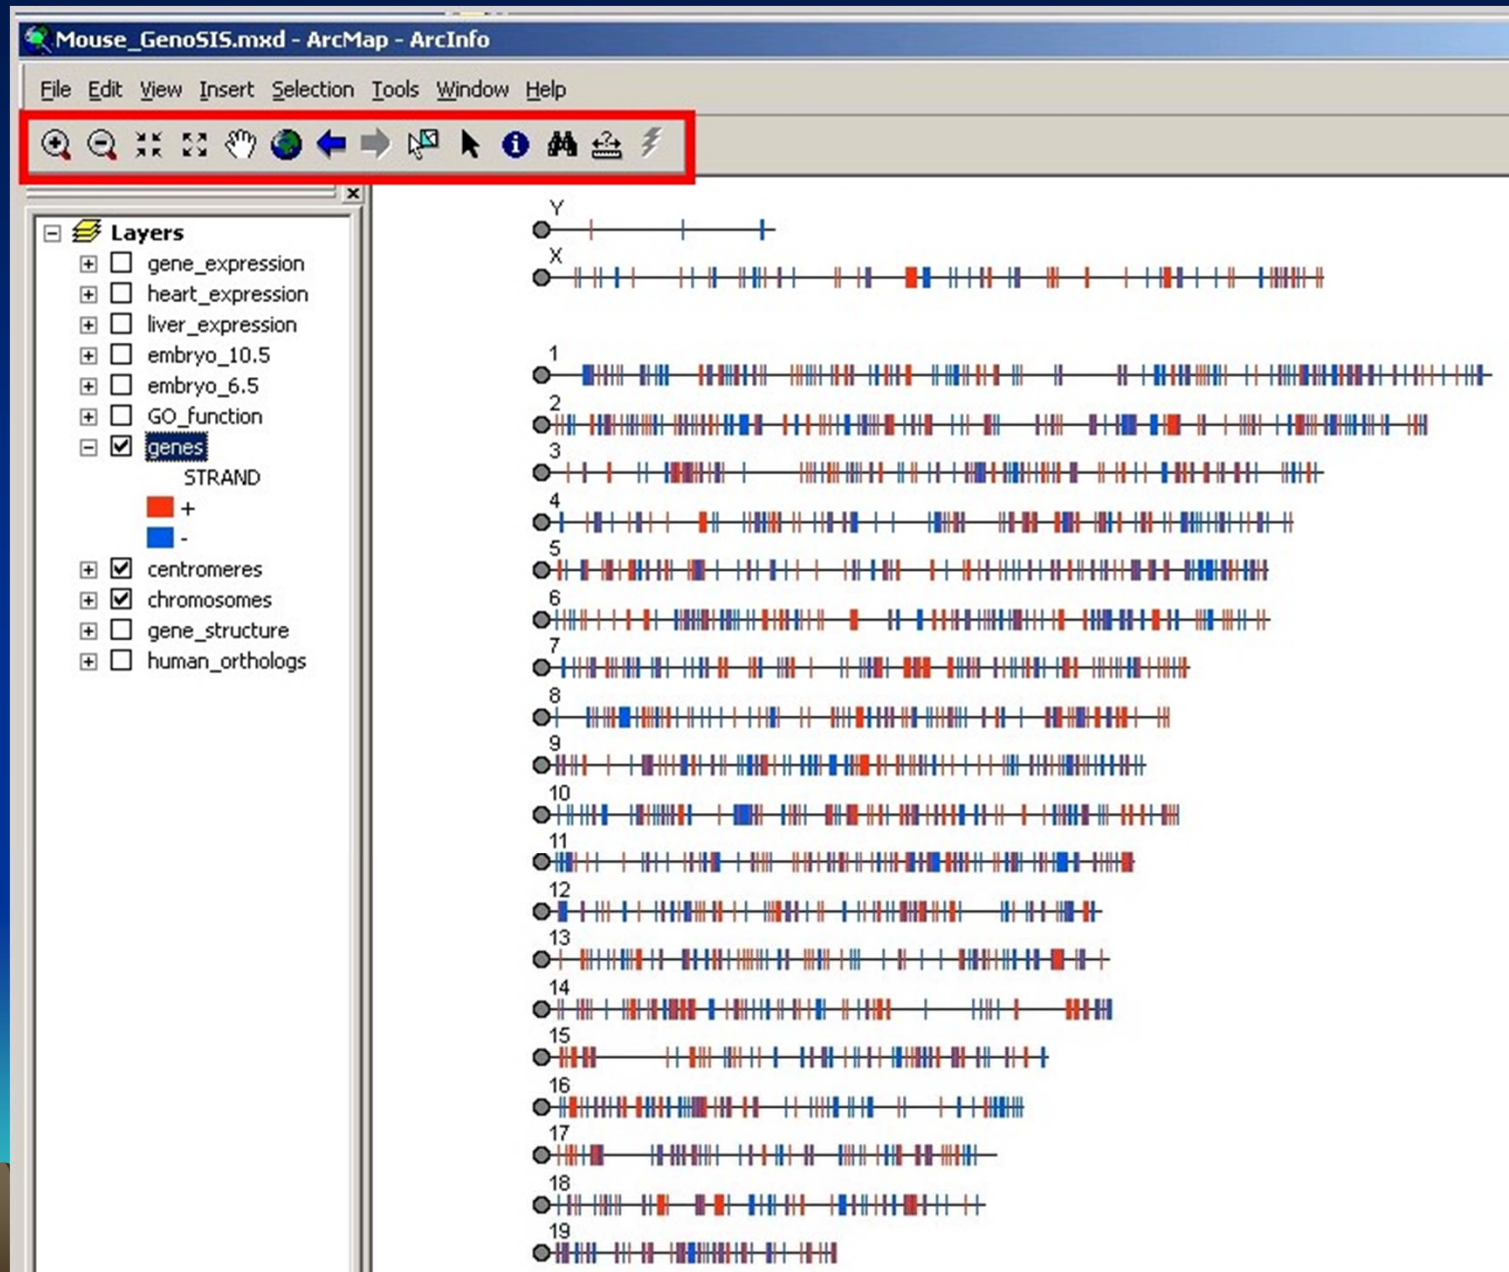 Mouse_GenoSIS.mxd - ArcMap - ArcInfo
File Edit View Insert Selection Tools Window Help
Layers
gene_expression
heart_expression
liver_expression
embryo_10.5
embryo_6.5
GO_function
genes
STRAND
+
-
centromeres
chromosomes
gene_structure
human_orthologs
Y
X
1
2
3
4
5
6
7
8
9
10
11
12
13
14
15
16
17
18
19